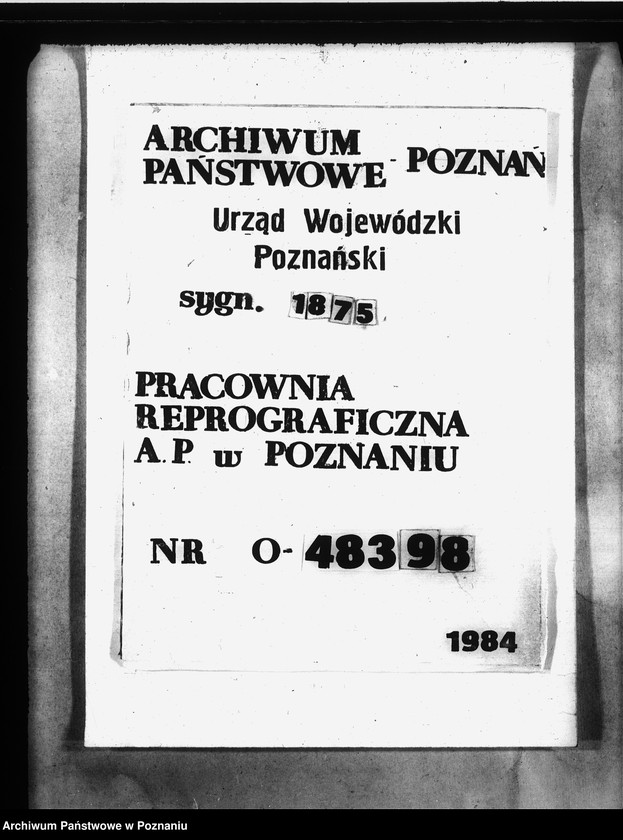 ARCHIWUM
PAŃSTWOWE - POZNAŃ
Urząd Wojewódzki
Poznański
sygn. 1875
PRACOWNIA
REPROGRAFICZNA
A.P. w POZNANIU
NR O-48398
1984
Archiwum Państwowe w Poznaniu